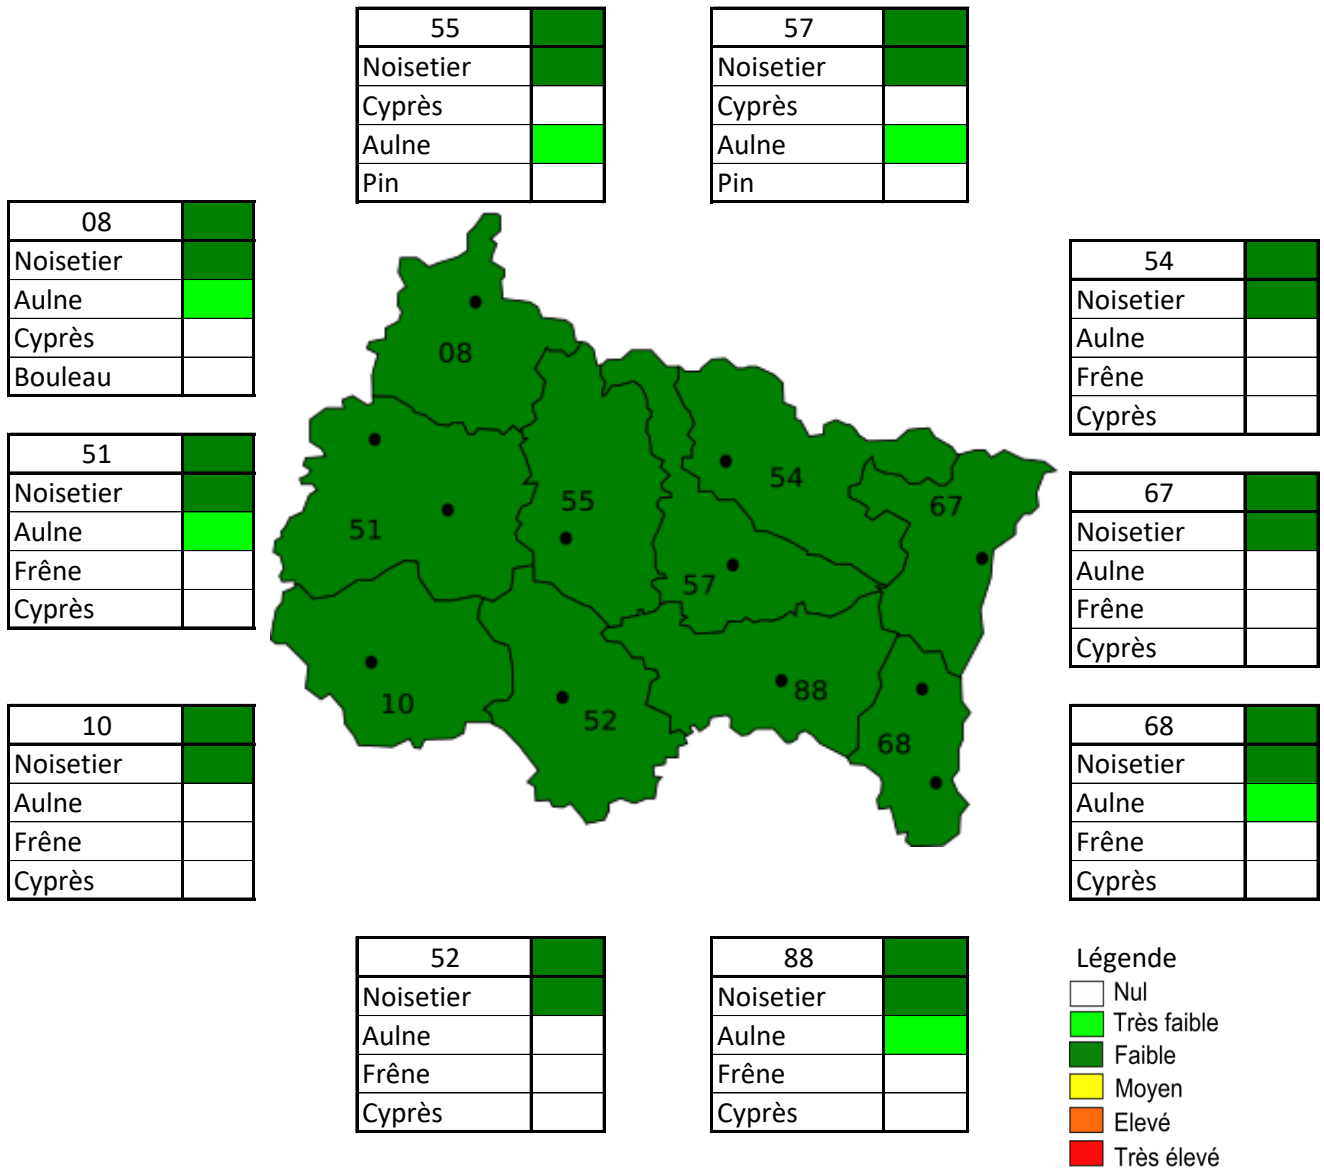 55
Noisetier
Cyprès
Aulne
Pin
57
Noisetier
Cyprès
Aulne
Pin
08
Noisetier
Aulne
Cyprès
Bouleau
51
Noisetier
Aulne
Frêne
Cyprès
10
Noisetier
Aulne
Frêne
Cyprès
08
54
55
67
51
57
88
10
52
68
54
Noisetier
Aulne
Frêne
Cyprès
67
Noisetier
Aulne
Frêne
Cyprès
68
Noisetier
Aulne
Frêne
Cyprès
52
Noisetier
Aulne
Frêne
Cyprès
88
Noisetier
Aulne
Frêne
Cyprès
Légende
Nul
Très faible
Faible
Moyen
Elevé
Très élevé